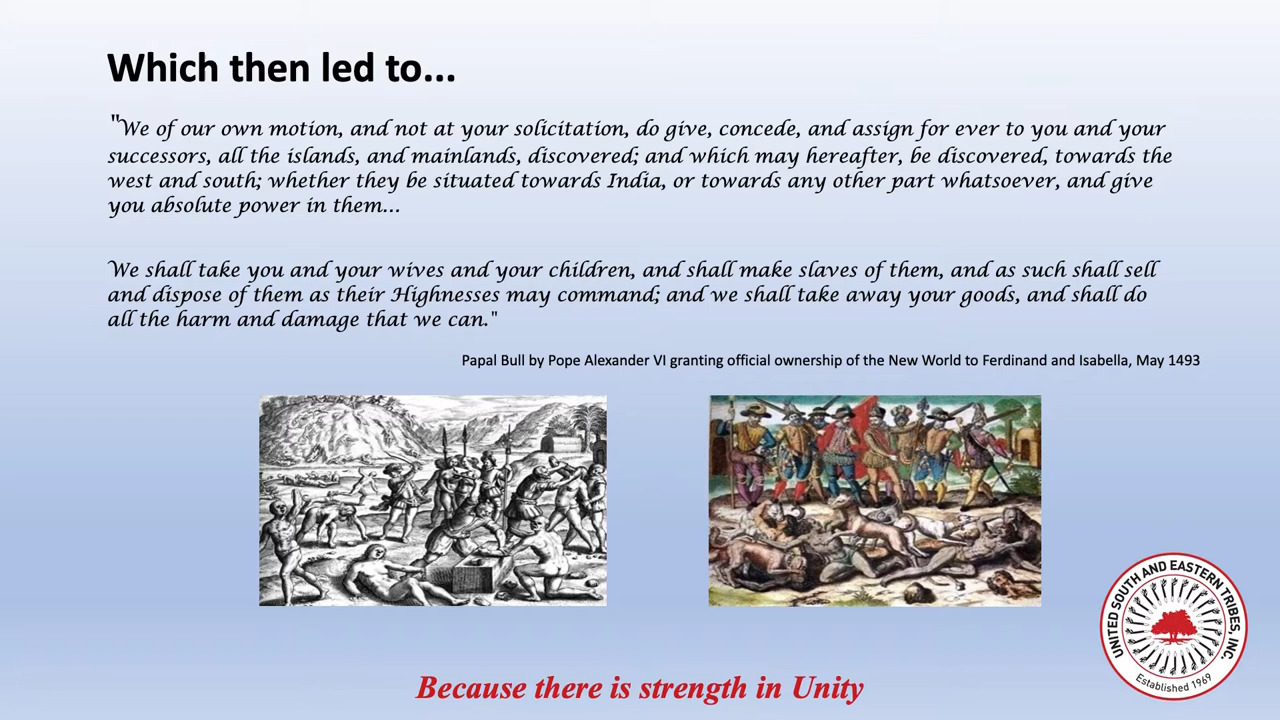 Which then led to...
"We of our own motion, and not at your solicitation, do give, concede, and assign for ever to you and your
successors, all the islands, and mainlands, discovered; and which may hereafter, be discovered, towards the
west and south; whether they be situated towards India, or towards any other part whatsoever, and give
you absolute power in them...
We shall take you and your wives and your children, and shall make slaves of them, and as such shall sell
and dispose of them as their Highnesses may command; and we shall take away your goods, and shall do
all the harm and damage that we can."
Papal Bull by Pope Alexander VI granting official ownership of the New World to Ferdinand and Isabella, May 1493
UNITED SOUTH AND EASTERN TRIBES, INC.
Established 1969
Because there is strength in Unity